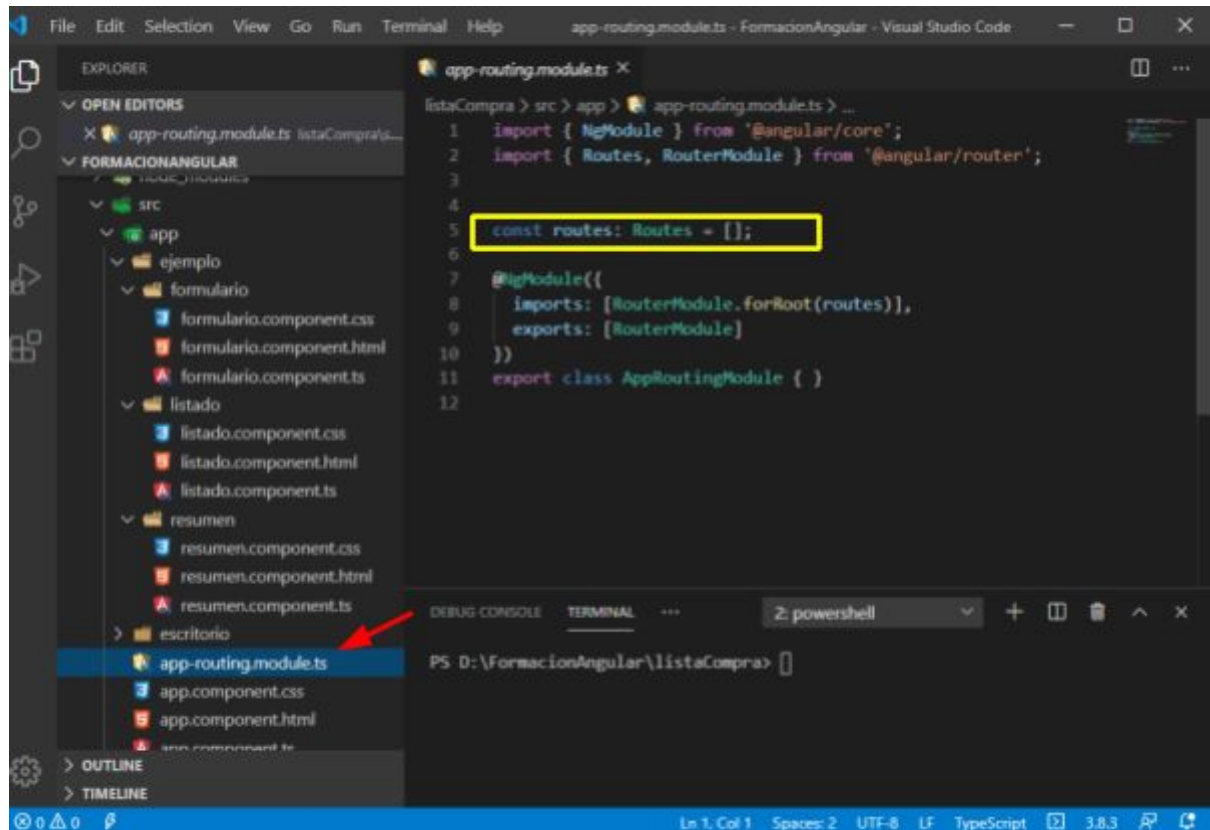 File Edit Selection View Go Run Terminal Help app-routing.module.ts - FormacionAngular - Visual Studio Code
EXPLORER
OPEN EDITORS
app-routing.module.ts listaCompra\s...
FORMACIONANGULAR
node_modules
src
app
ejemplo
formulario
formulario.component.css
formulario.component.html
formulario.component.ts
listado
listado.component.css
listado.component.html
listado.component.ts
resumen
resumen.component.css
resumen.component.html
resumen.component.ts
escritorio
app-routing.module.ts
app.component.css
app.component.html
app.component.ts
OUTLINE
TIMELINE
app-routing.module.ts
listaCompra > src > app > app-routing.module.ts > ...
1 import { NgModule } from '@angular/core';
2 import { Routes, RouterModule } from '@angular/router';
3
4
5 const routes: Routes = [];
6
7 @NgModule({
8 imports: [RouterModule.forRoot(routes)],
9 exports: [RouterModule]
10 })
11 export class AppRoutingModule { }
12
DEBUG CONSOLE TERMINAL ... 2: powershell
PS D:\FormacionAngular\listaCompra>
0 0 Ln 1, Col 1 Spaces: 2 UTF-8 LF TypeScript 3.8.3